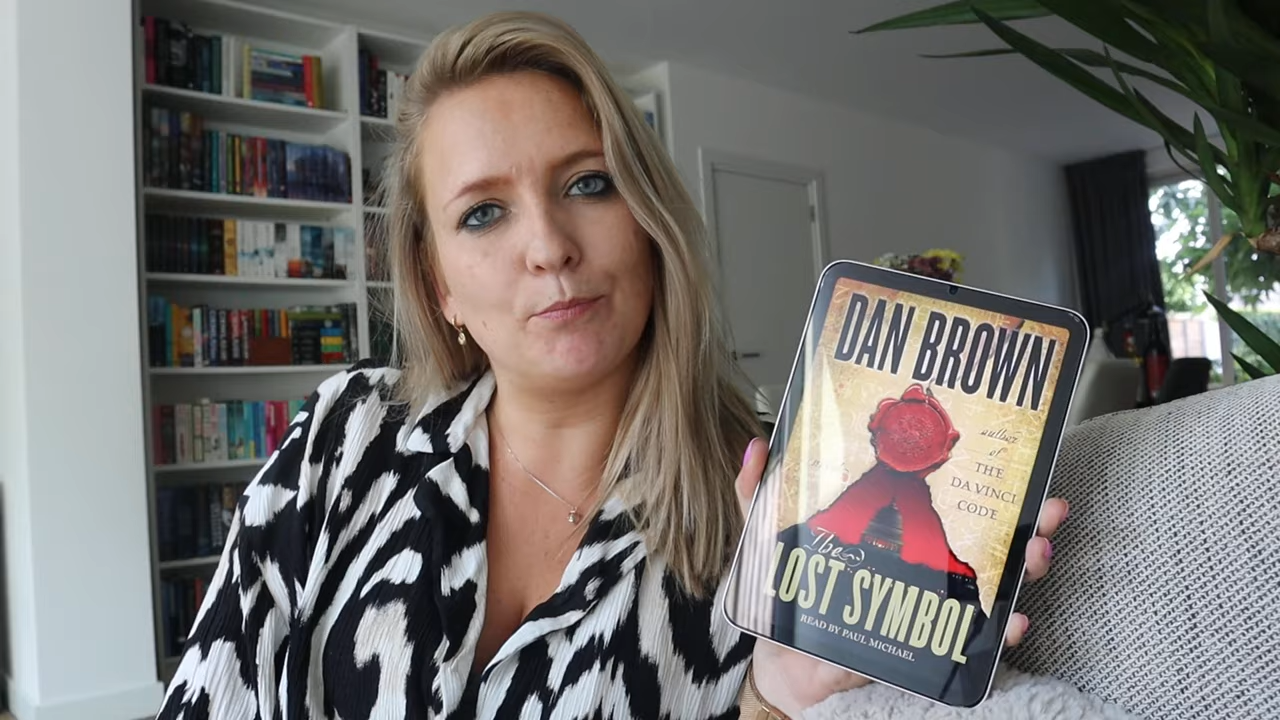 DAN BROWN
author
of
THE
DA VINCI
CODE
The
LOST SYMBOL
READ BY PAUL MICHAEL